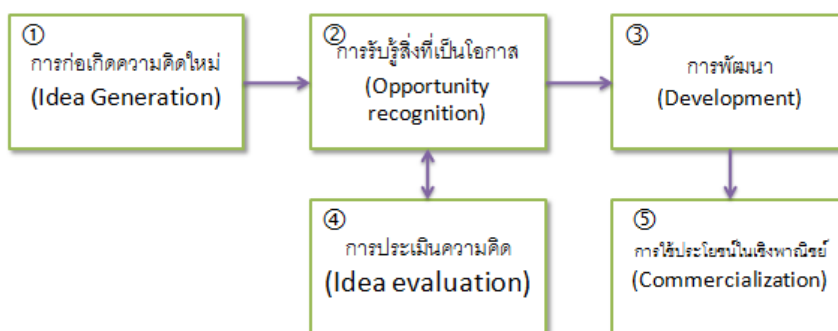 ①
การก่อเกิดความคิดใหม่
(Idea Generation)
②
การรับรู้สิ่งที่เป็นโอกาส
(Opportunity
recognition)
③
การพัฒนา
(Development)
④
การประเมินความคิด
(Idea evaluation)
⑤
การใช้ประโยชน์ในเชิงพาณิชย์
(Commercialization)